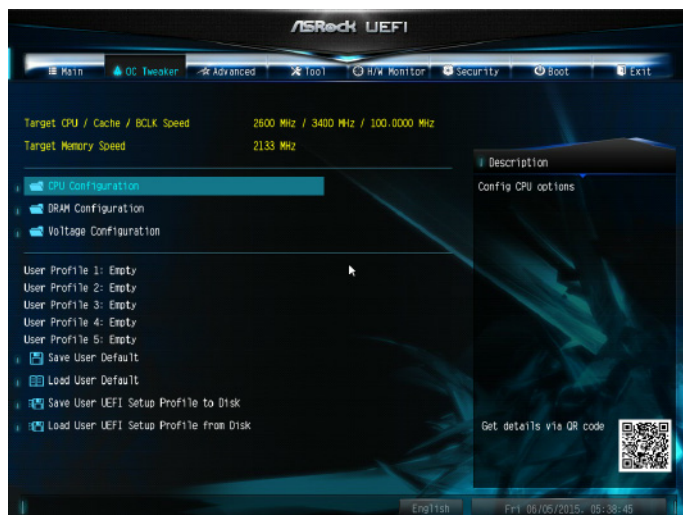 ASRock UEFI
Main OC Tweaker Advanced Tool H/W Monitor Security Boot Exit
Target CPU / Cache / BCLK Speed 2600 MHz / 3400 MHz / 100.0000 MHz
Target Memory Speed 2133 MHz
CPU Configuration
DRAM Configuration
Voltage Configuration
User Profile 1: Empty
User Profile 2: Empty
User Profile 3: Empty
User Profile 4: Empty
User Profile 5: Empty
Save User Default
Load User Default
Save User UEFI Setup Profile to Disk
Load User UEFI Setup Profile from Disk
Description
Config CPU options
Get details via QR code
English Fri 06/05/2015. 05:38:45